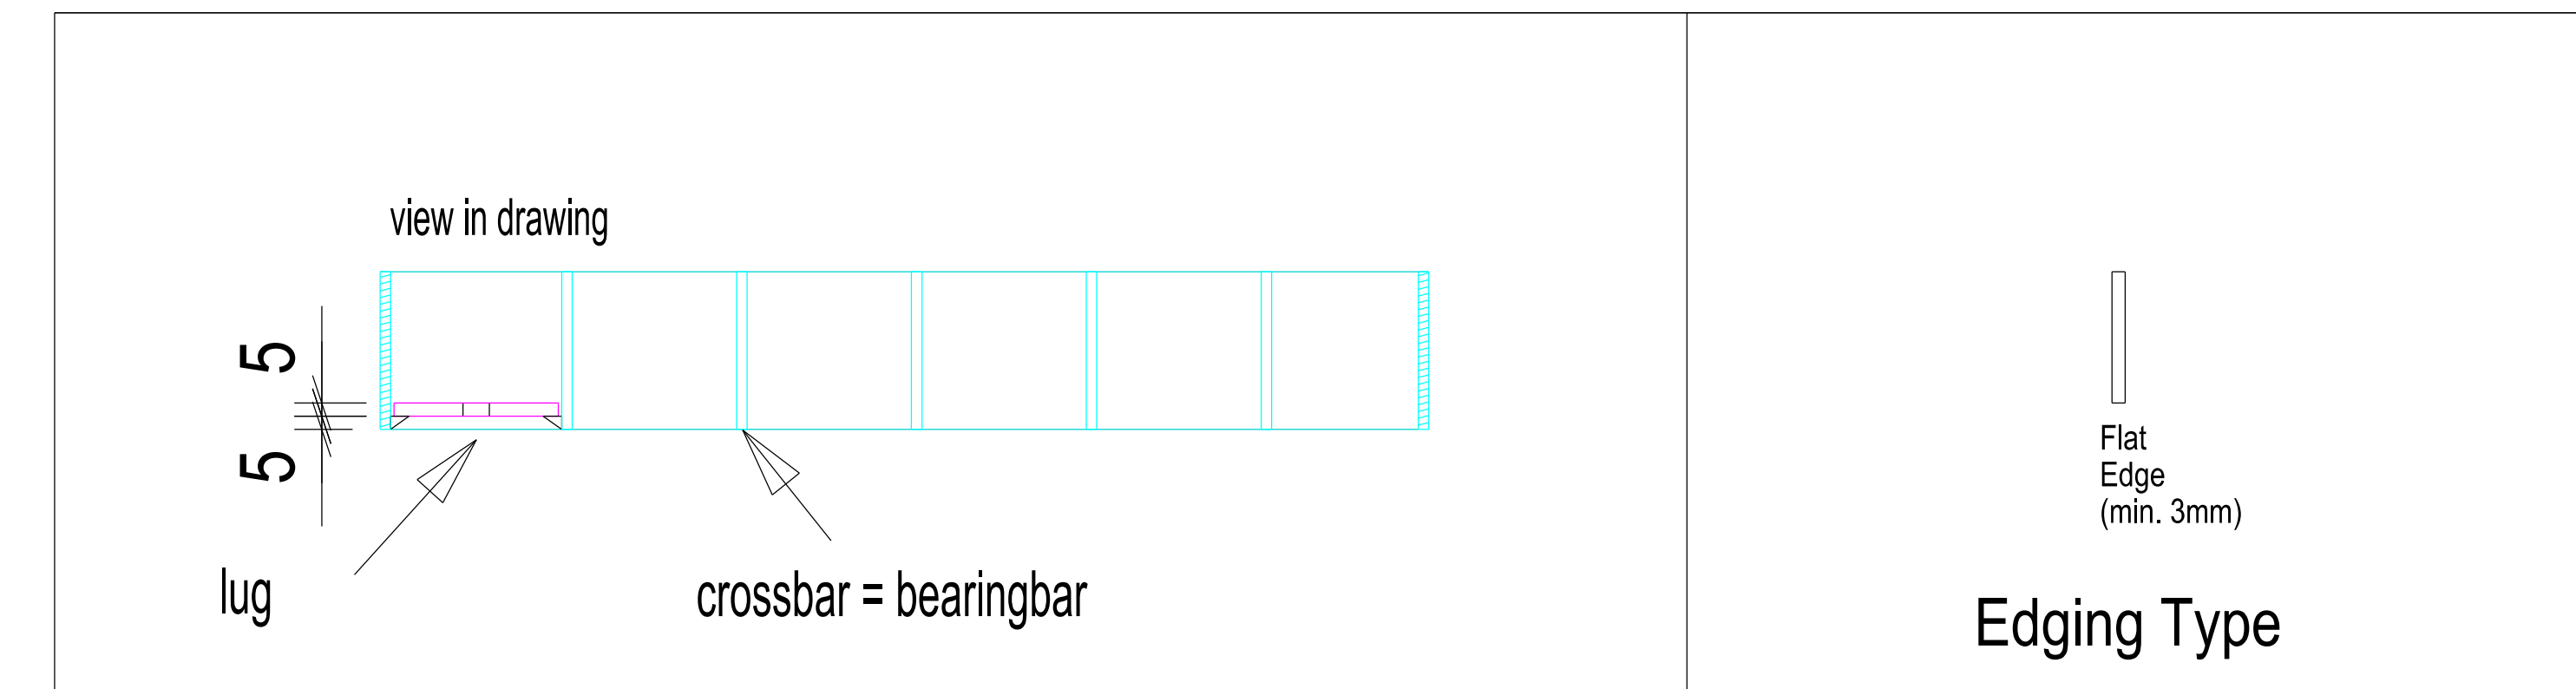 view in drawing
5
5
lug
crossbar = bearingbar
Flat
Edge
(min. 3mm)
Edging Type